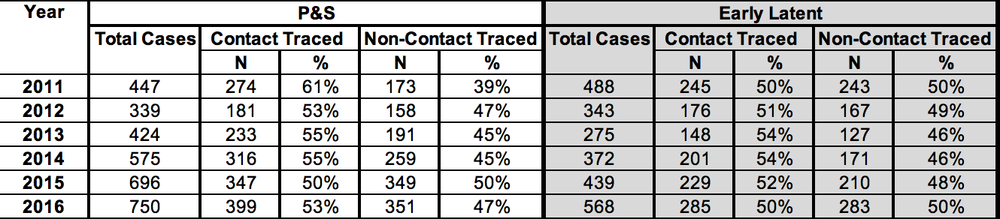 Year P&S Early Latent
Total Cases Contact Traced Non-Contact Traced Total Cases Contact Traced Non-Contact Traced
N % N % N % N %
2011 447 274 61% 173 39% 488 245 50% 243 50%
2012 339 181 53% 158 47% 343 176 51% 167 49%
2013 424 233 55% 191 45% 275 148 54% 127 46%
2014 575 316 55% 259 45% 372 201 54% 171 46%
2015 696 347 50% 349 50% 439 229 52% 210 48%
2016 750 399 53% 351 47% 568 285 50% 283 50%